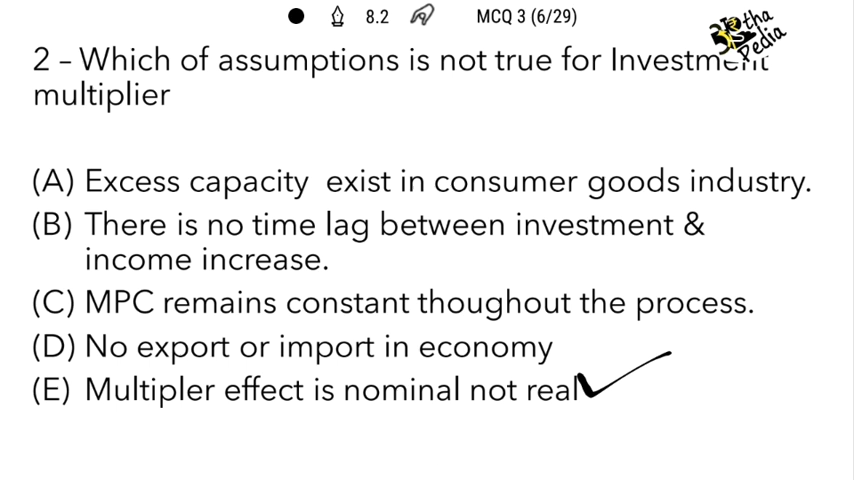 8.2 MCQ 3 (6/29)
अrtha Pedia
2 – Which of assumptions is not true for Investment
multiplier
(A) Excess capacity exist in consumer goods industry.
(B) There is no time lag between investment &
income increase.
(C) MPC remains constant thoughout the process.
(D) No export or import in economy
(E) Multipler effect is nominal not real